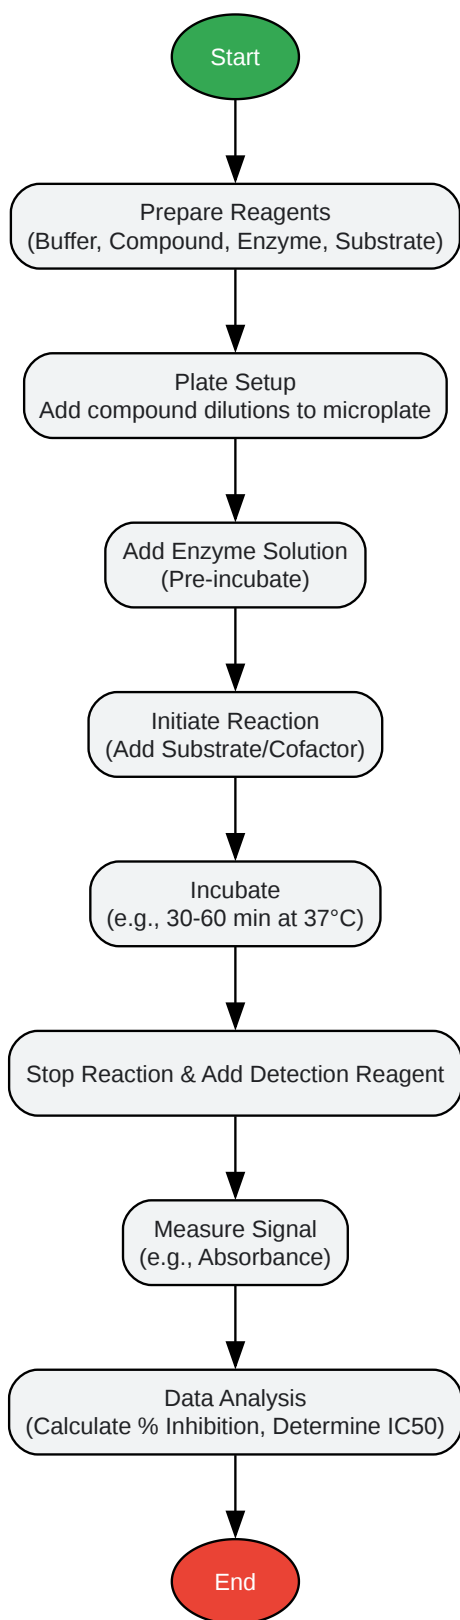 Start
Prepare Reagents
(Buffer, Compound, Enzyme, Substrate)
Plate Setup
Add compound dilutions to microplate
Add Enzyme Solution
(Pre-incubate)
Initiate Reaction
(Add Substrate/Cofactor)
Incubate
(e.g., 30-60 min at 37°C)
Stop Reaction & Add Detection Reagent
Measure Signal
(e.g., Absorbance)
Data Analysis
(Calculate % Inhibition, Determine IC50)
End